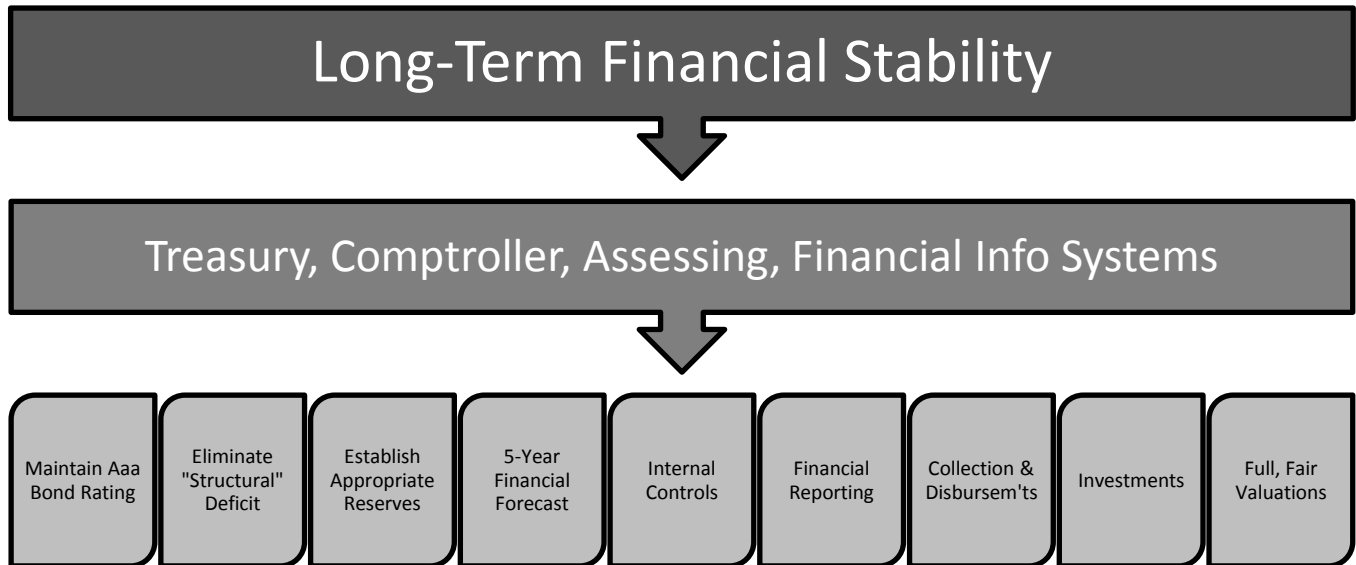 Long-Term Financial Stability
Treasury, Comptroller, Assessing, Financial Info Systems
Maintain Aaa
Bond Rating
Eliminate
"Structural"
Deficit
Establish
Appropriate
Reserves
5-Year
Financial
Forecast
Internal
Controls
Financial
Reporting
Collection &
Disbursem'ts
Investments
Full, Fair
Valuations